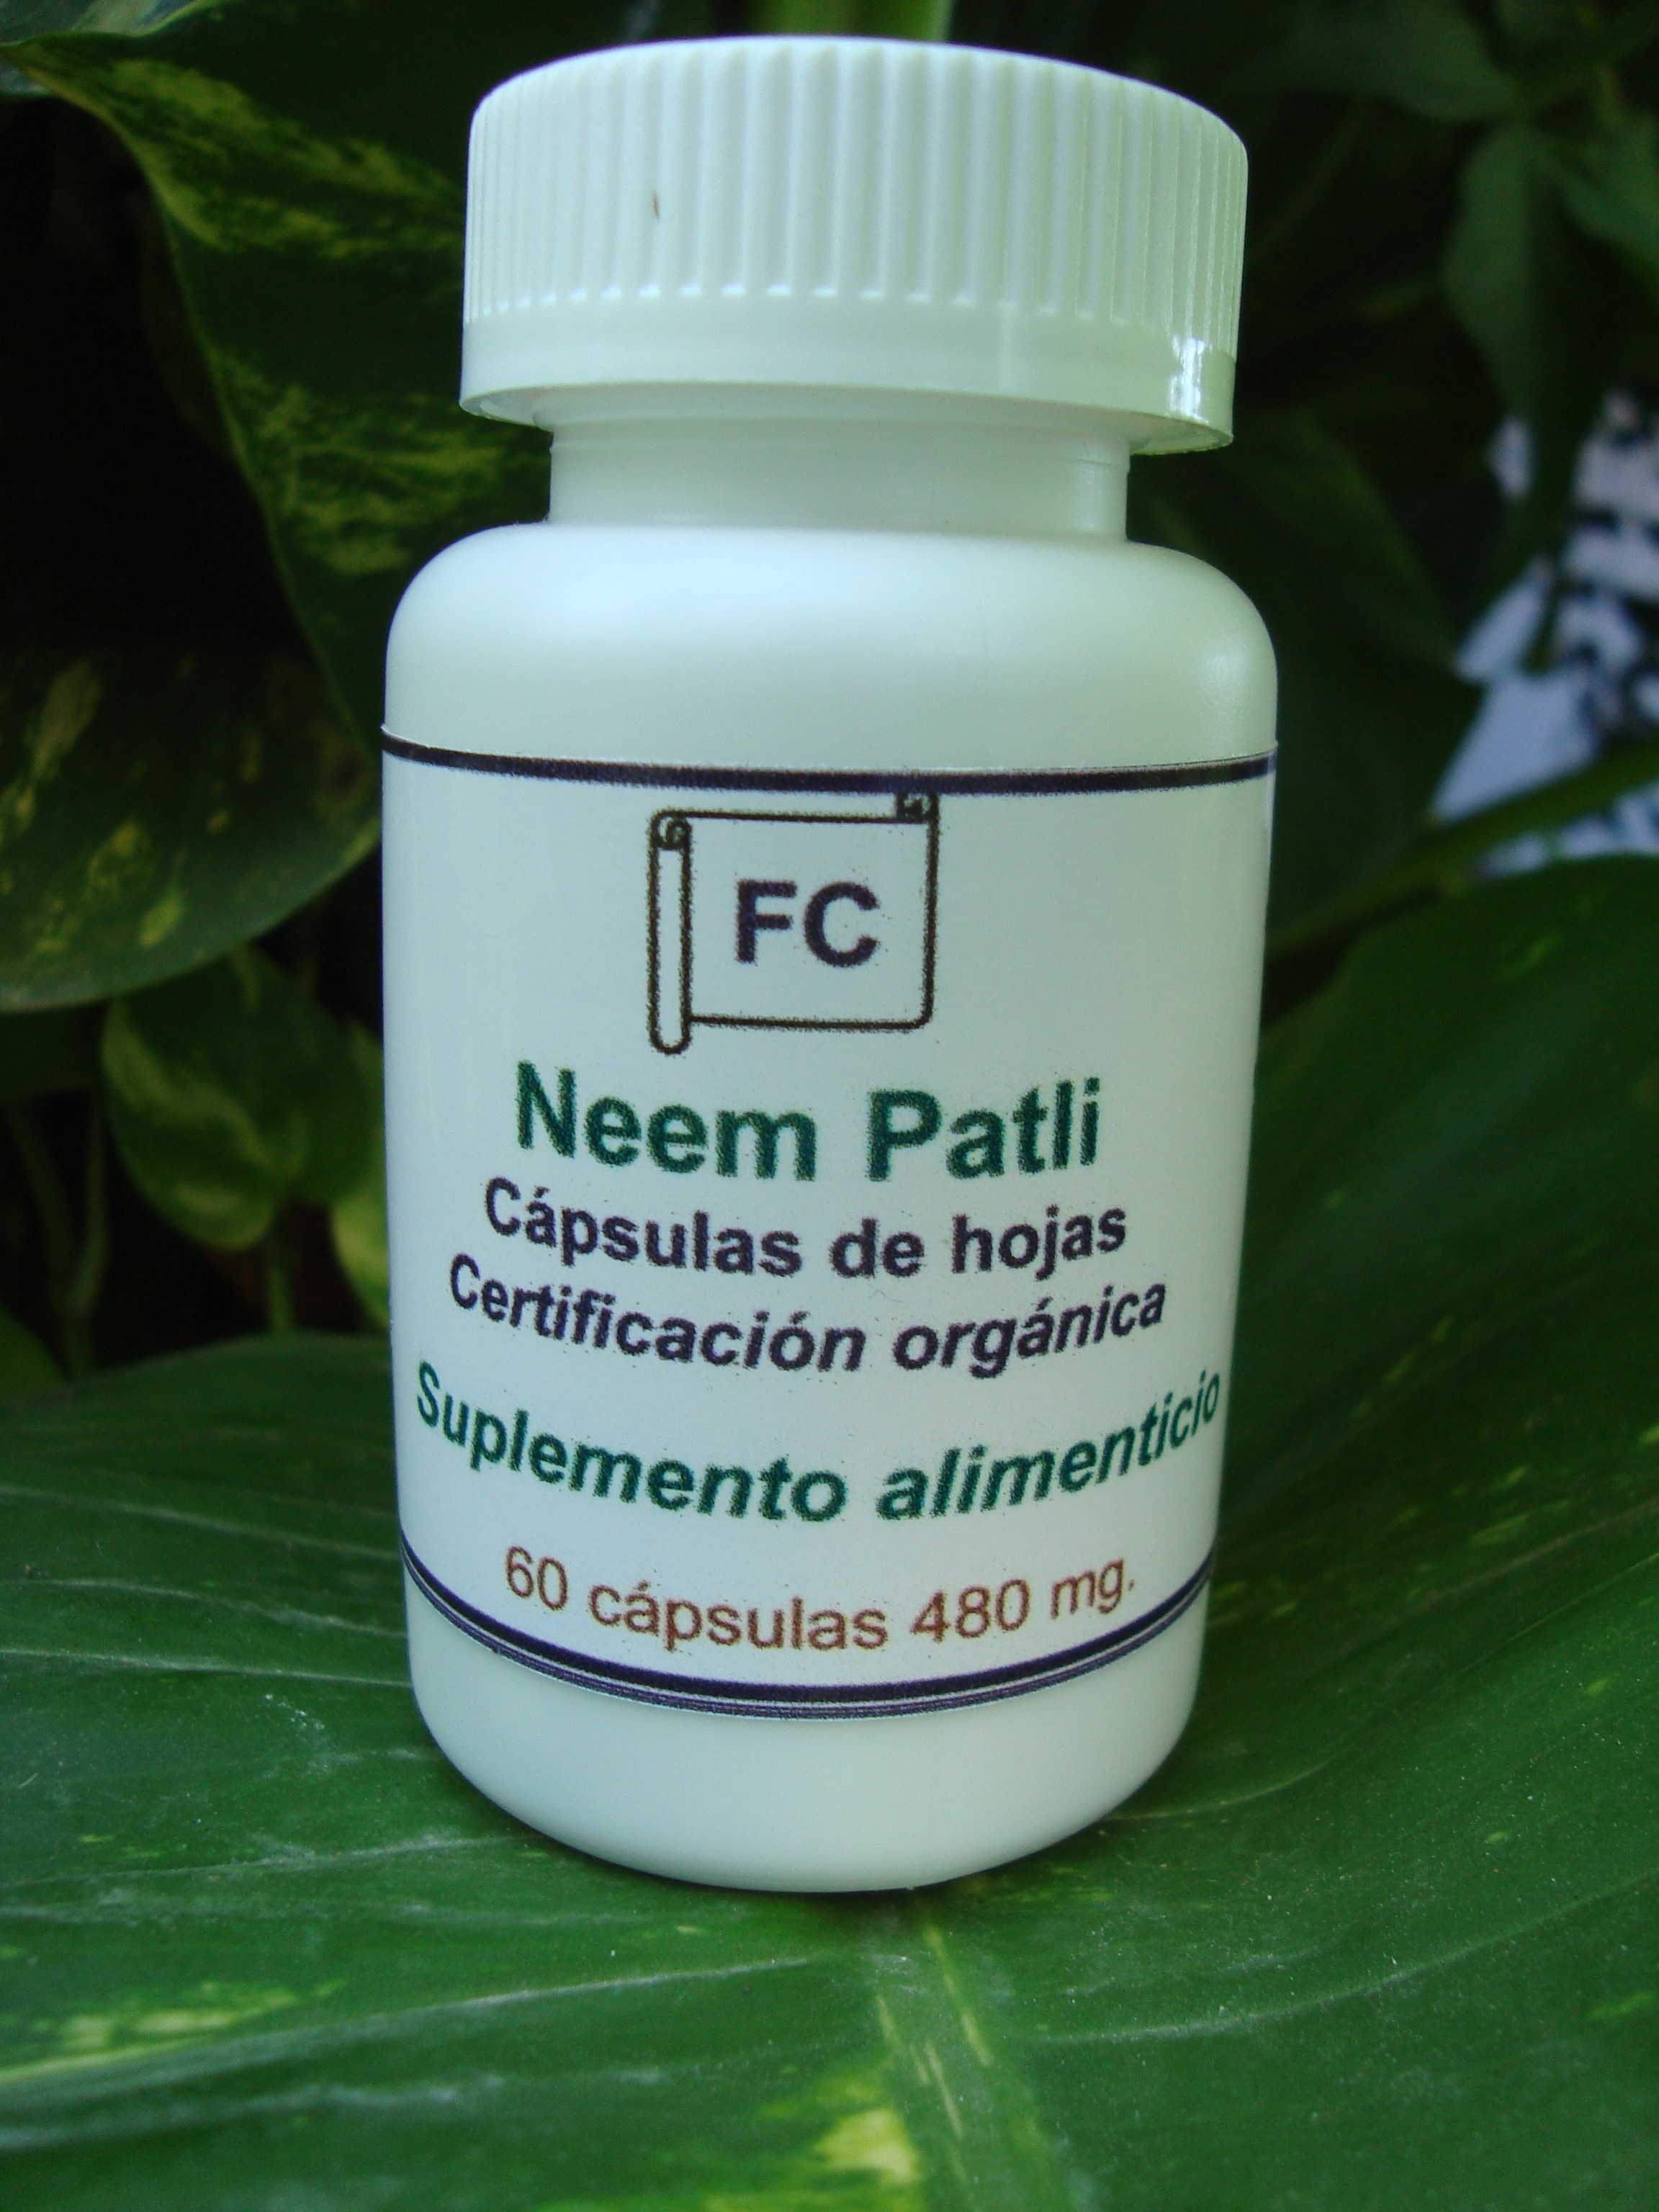 FC
Neem Patli
Cápsulas de hojas
Certificación orgánica
Suplemento alimenticio
60 cápsulas 480 mg.